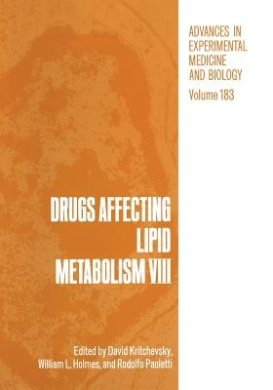 ADVANCES IN
EXPERIMENTAL
MEDICINE
AND BIOLOGY
Volume 183
DRUGS AFFECTING
LIPID
METABOLISM VIII
Edited by David Kritchevsky,
William L. Holmes, and Rodolfo Paoletti